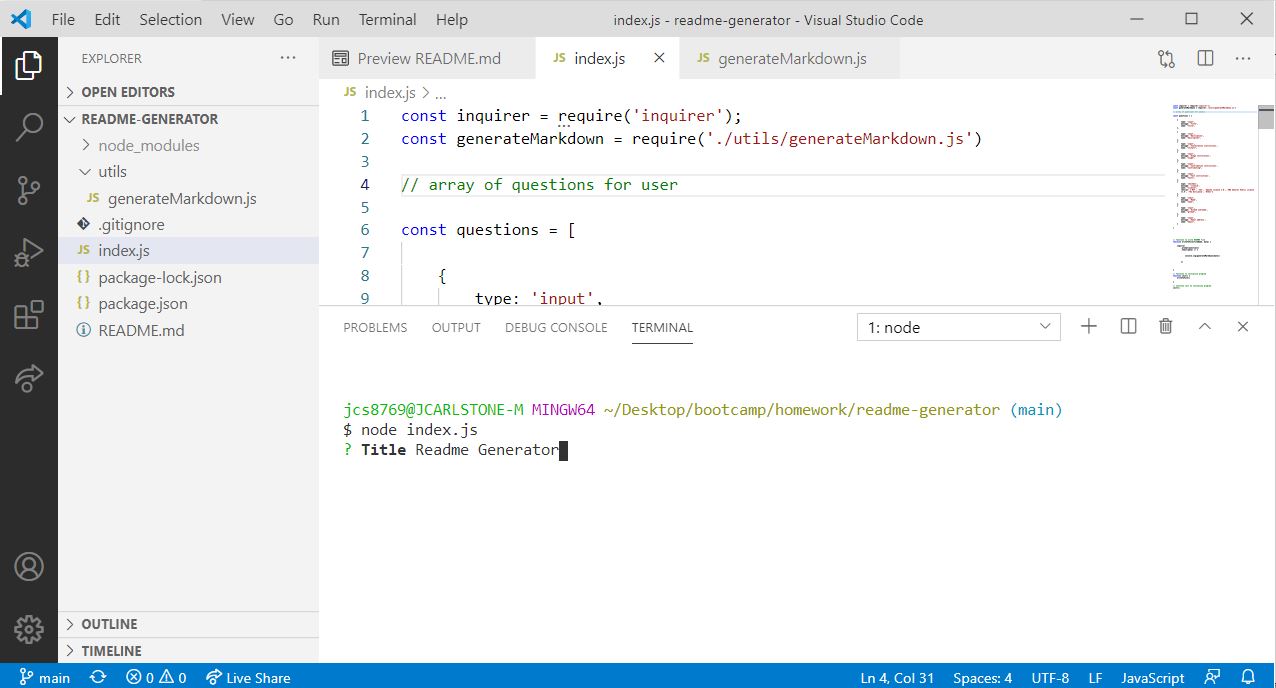 File Edit Selection View Go Run Terminal Help
index.js - readme-generator - Visual Studio Code
EXPLORER
OPEN EDITORS
README-GENERATOR
node_modules
utils
JS generateMarkdown.js
.gitignore
JS index.js
{} package-lock.json
{} package.json
README.md
OUTLINE
TIMELINE
Preview README.md
JS index.js
JS generateMarkdown.js
JS index.js > ...
1 const inquirer = require('inquirer');
2 const generateMarkdown = require('./utils/generateMarkdown.js')
3
4 // array of questions for user
5
6 const questions = [
7
8 {
9 type: 'input',
PROBLEMS OUTPUT DEBUG CONSOLE TERMINAL
1: node
jcs8769@JCARLSTONE-M MINGW64 ~/Desktop/bootcamp/homework/readme-generator (main)
$ node index.js
? Title Readme Generator
main 0 0 Live Share Ln 4, Col 31 Spaces: 4 UTF-8 LF JavaScript